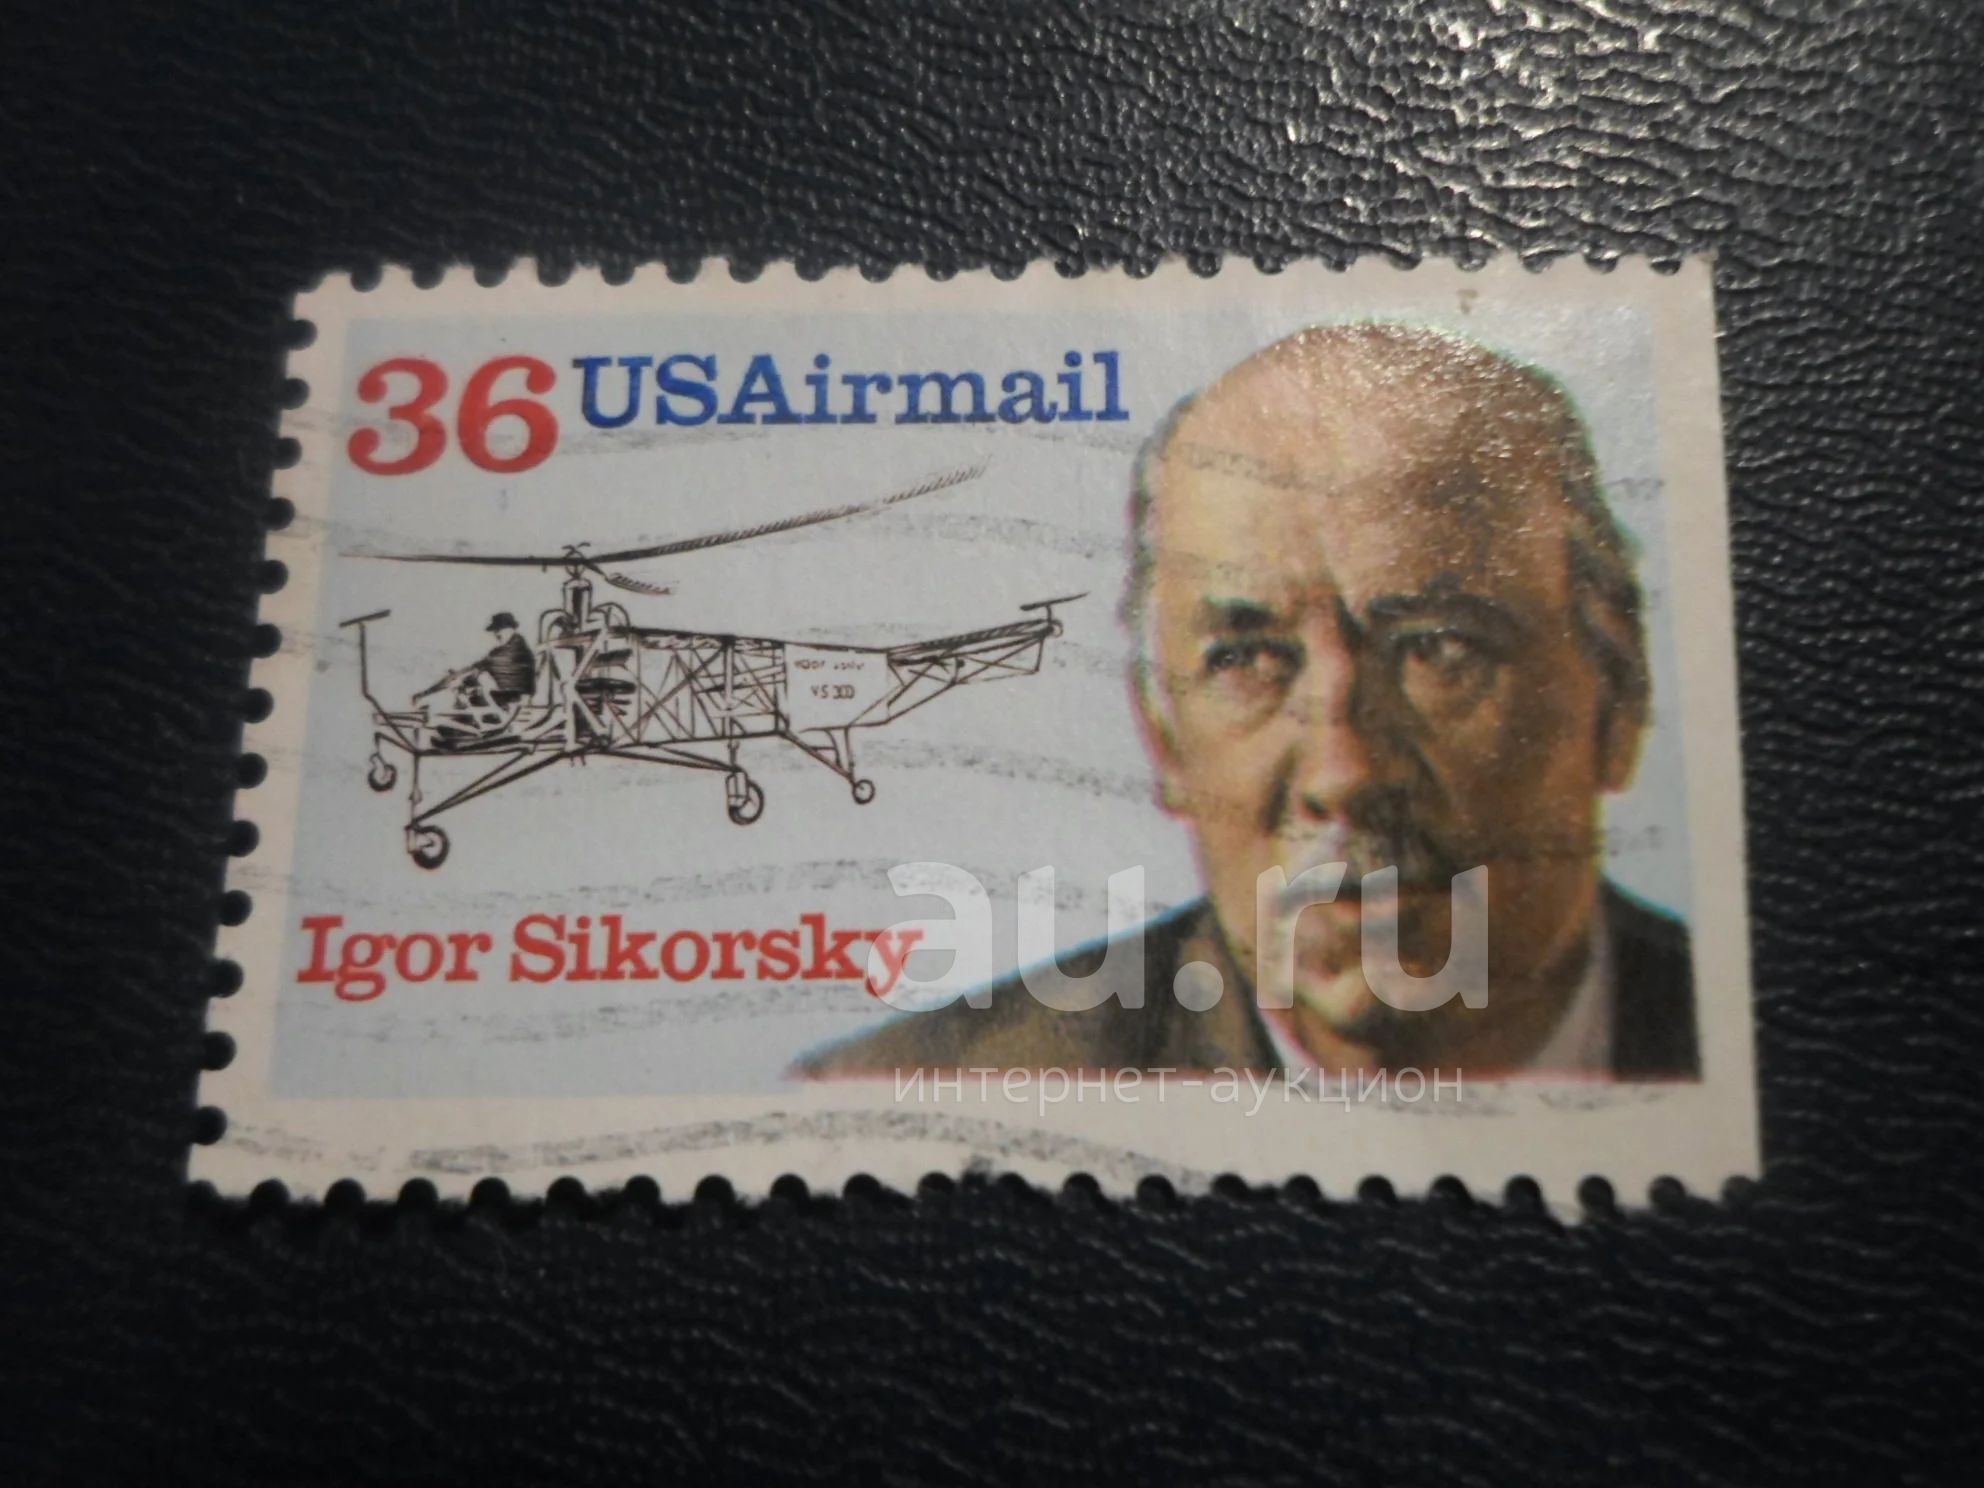 36 USAirmail
VS 300
Igor Sikorsky
au.ru
интернет-аукцион